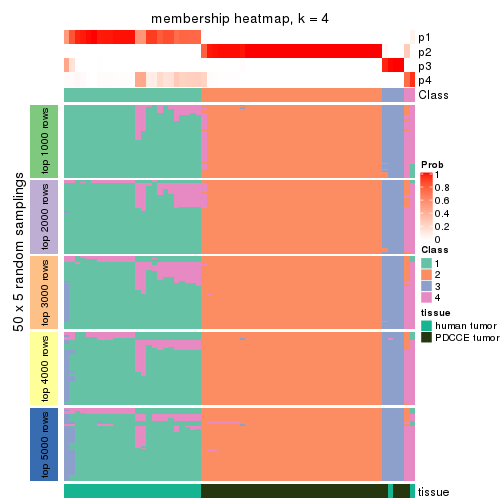 membership heatmap, k = 4
p1
p2
p3
p4
Class
50 x 5 random samplings
top 1000 rows
top 2000 rows
top 3000 rows
top 4000 rows
top 5000 rows
Prob
1
0.8
0.6
0.4
0.2
0
Class
1
2
3
4
tissue
human tumor
PDCCE tumor
tissue